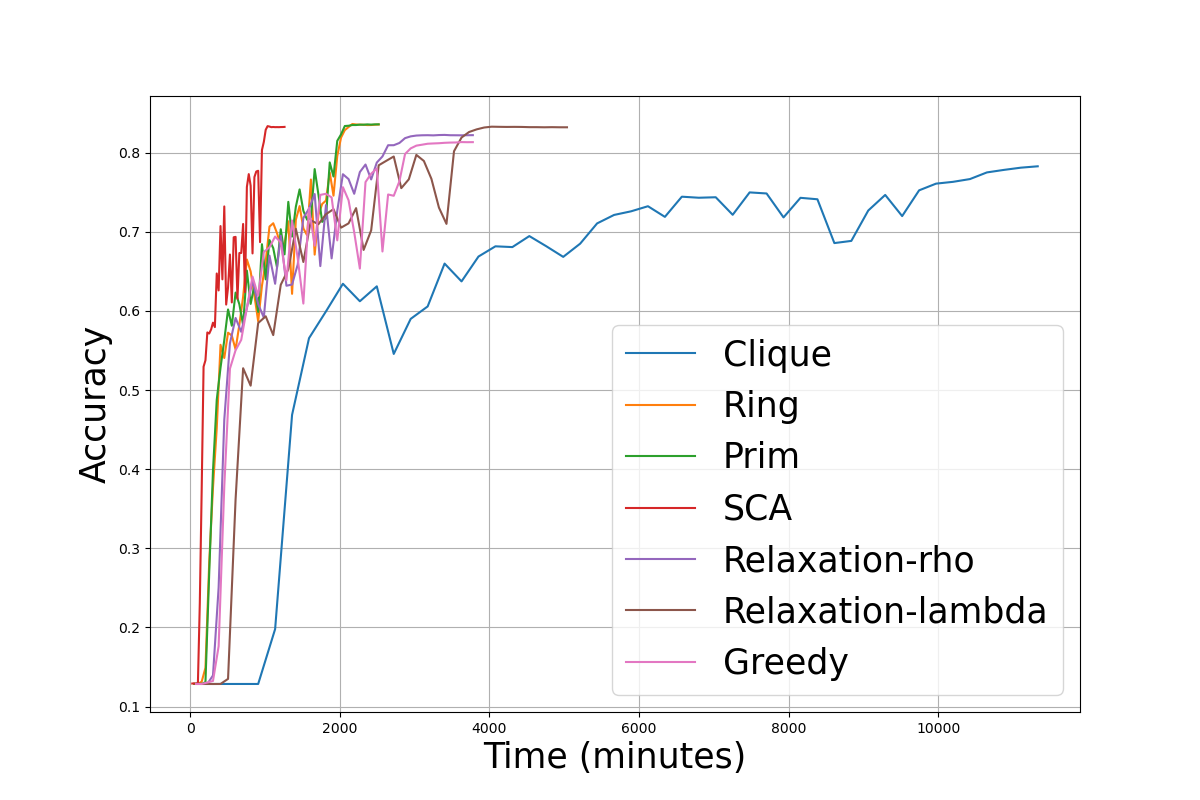 Accuracy
0.8
0.7
0.6
0.5
0.4
0.3
0.2
0.1
Clique
Ring
Prim
SCA
Relaxation-rho
Relaxation-lambda
Greedy
0 2000 4000 6000 8000 10000
Time (minutes)